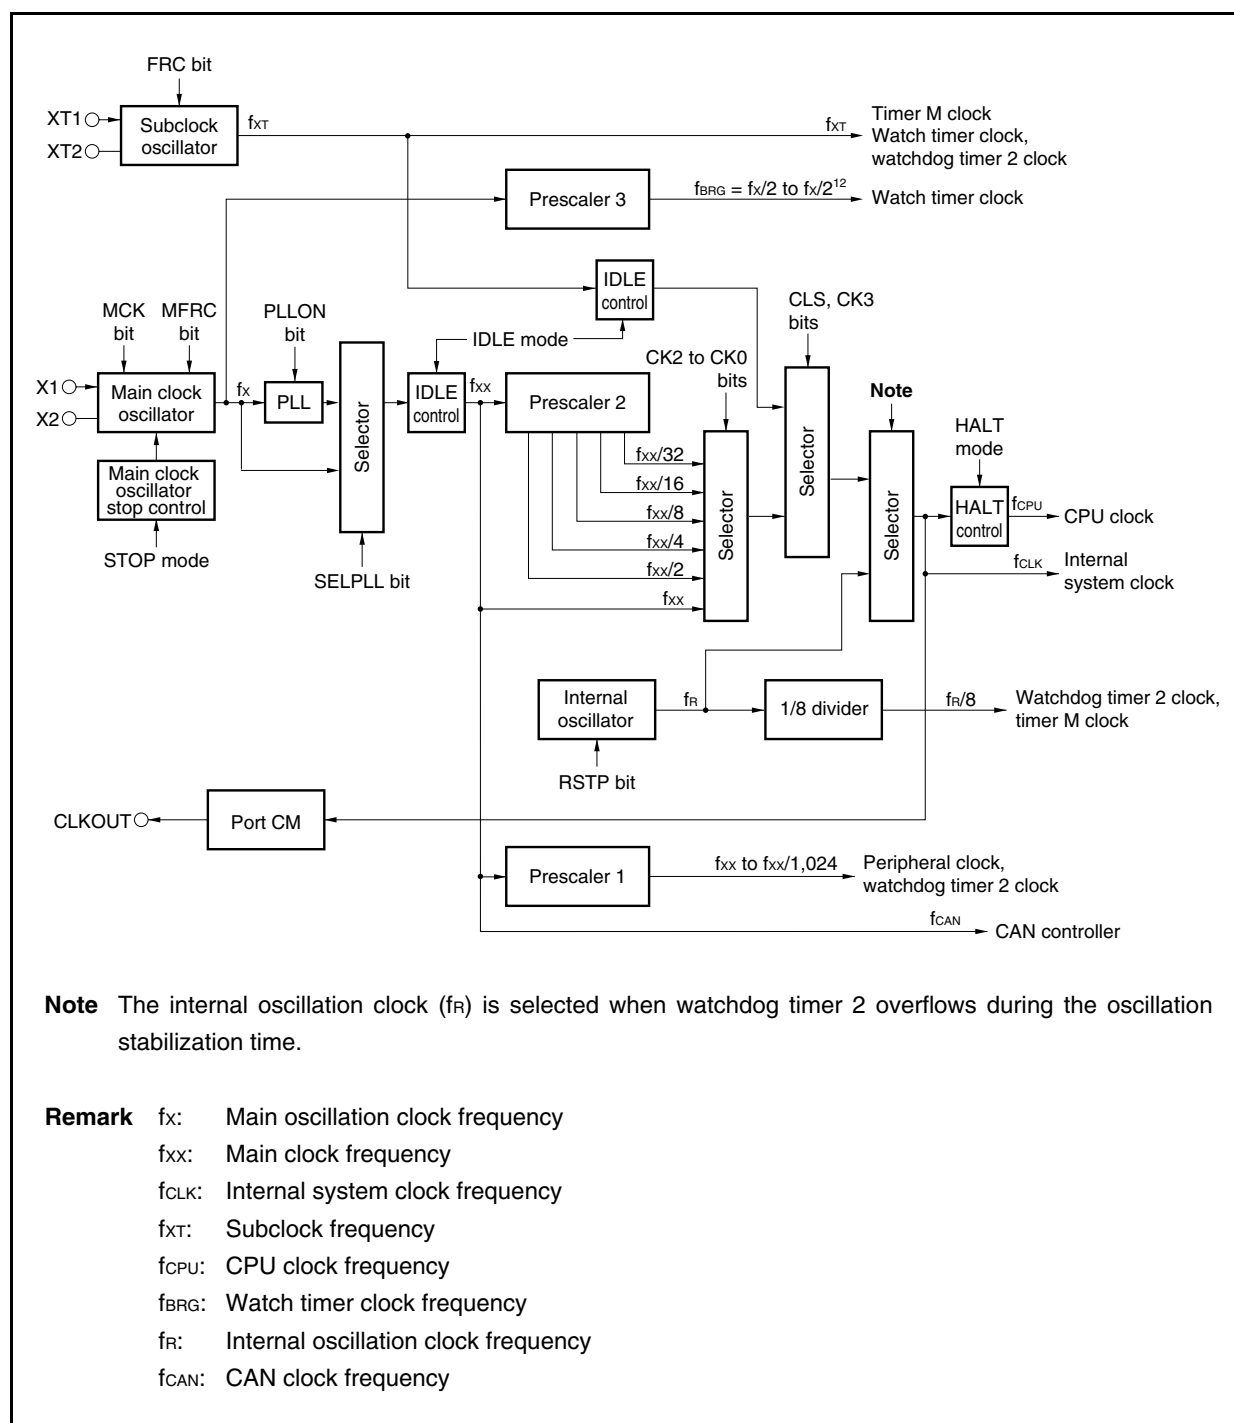 FRC bit
XT1
XT2
Subclock
oscillator
fXT
fXT
Timer M clock
Watch timer clock,
watchdog timer 2 clock
Prescaler 3
fBRG = fX/2 to fX/2¹²
Watch timer clock
IDLE
control
MCK
bit
MFRC
bit
PLLON
bit
IDLE mode
CLS, CK3
bits
CK2 to CK0
bits
Note
HALT
mode
X1
X2
Main clock
oscillator
fX
PLL
Selector
IDLE
control
fXX
Prescaler 2
fXX/32
fXX/16
fXX/8
fXX/4
fXX/2
fXX
Selector
Selector
Selector
HALT
control
fCPU
CPU clock
fCLK
Internal
system clock
Main clock
oscillator
stop control
STOP mode
SELPLL bit
Internal
oscillator
fR
1/8 divider
fR/8
Watchdog timer 2 clock,
timer M clock
RSTP bit
CLKOUT
Port CM
Prescaler 1
fXX to fXX/1,024
Peripheral clock,
watchdog timer 2 clock
fCAN
CAN controller
Note The internal oscillation clock (fR) is selected when watchdog timer 2 overflows during the oscillation
stabilization time.
Remark fX: Main oscillation clock frequency
fXX: Main clock frequency
fCLK: Internal system clock frequency
fXT: Subclock frequency
fCPU: CPU clock frequency
fBRG: Watch timer clock frequency
fR: Internal oscillation clock frequency
fCAN: CAN clock frequency